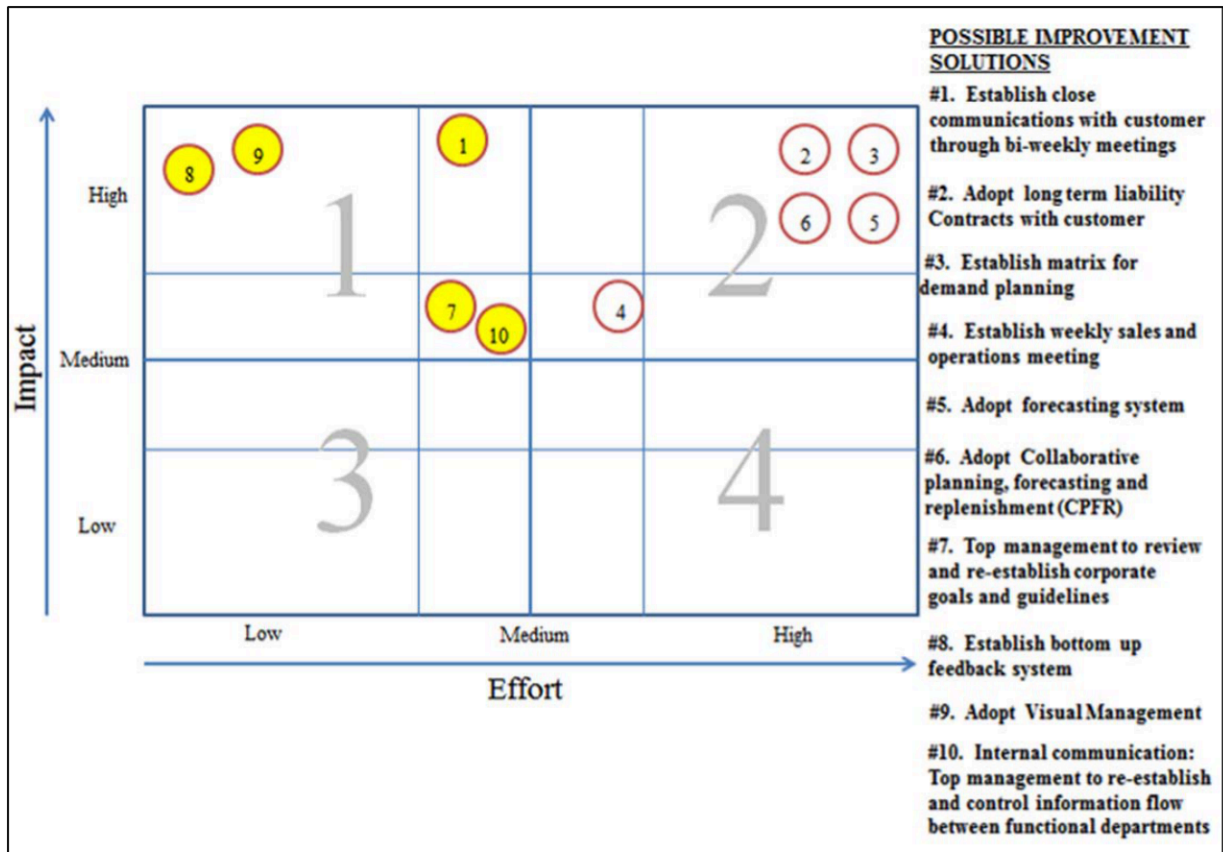 POSSIBLE IMPROVEMENT
SOLUTIONS
#1. Establish close
communications with customer
through bi-weekly meetings
#2. Adopt long term liability
Contracts with customer
#3. Establish matrix for
demand planning
#4. Establish weekly sales and
operations meeting
#5. Adopt forecasting system
#6. Adopt Collaborative
planning, forecasting and
replenishment (CPFR)
#7. Top management to review
and re-establish corporate
goals and guidelines
#8. Establish bottom up
feedback system
#9. Adopt Visual Management
#10. Internal communication:
Top management to re-establish
and control information flow
between functional departments
Impact
High
Medium
Low
8
9
1
2
3
6
5
1
2
7
10
4
3
4
Low
Medium
High
Effort